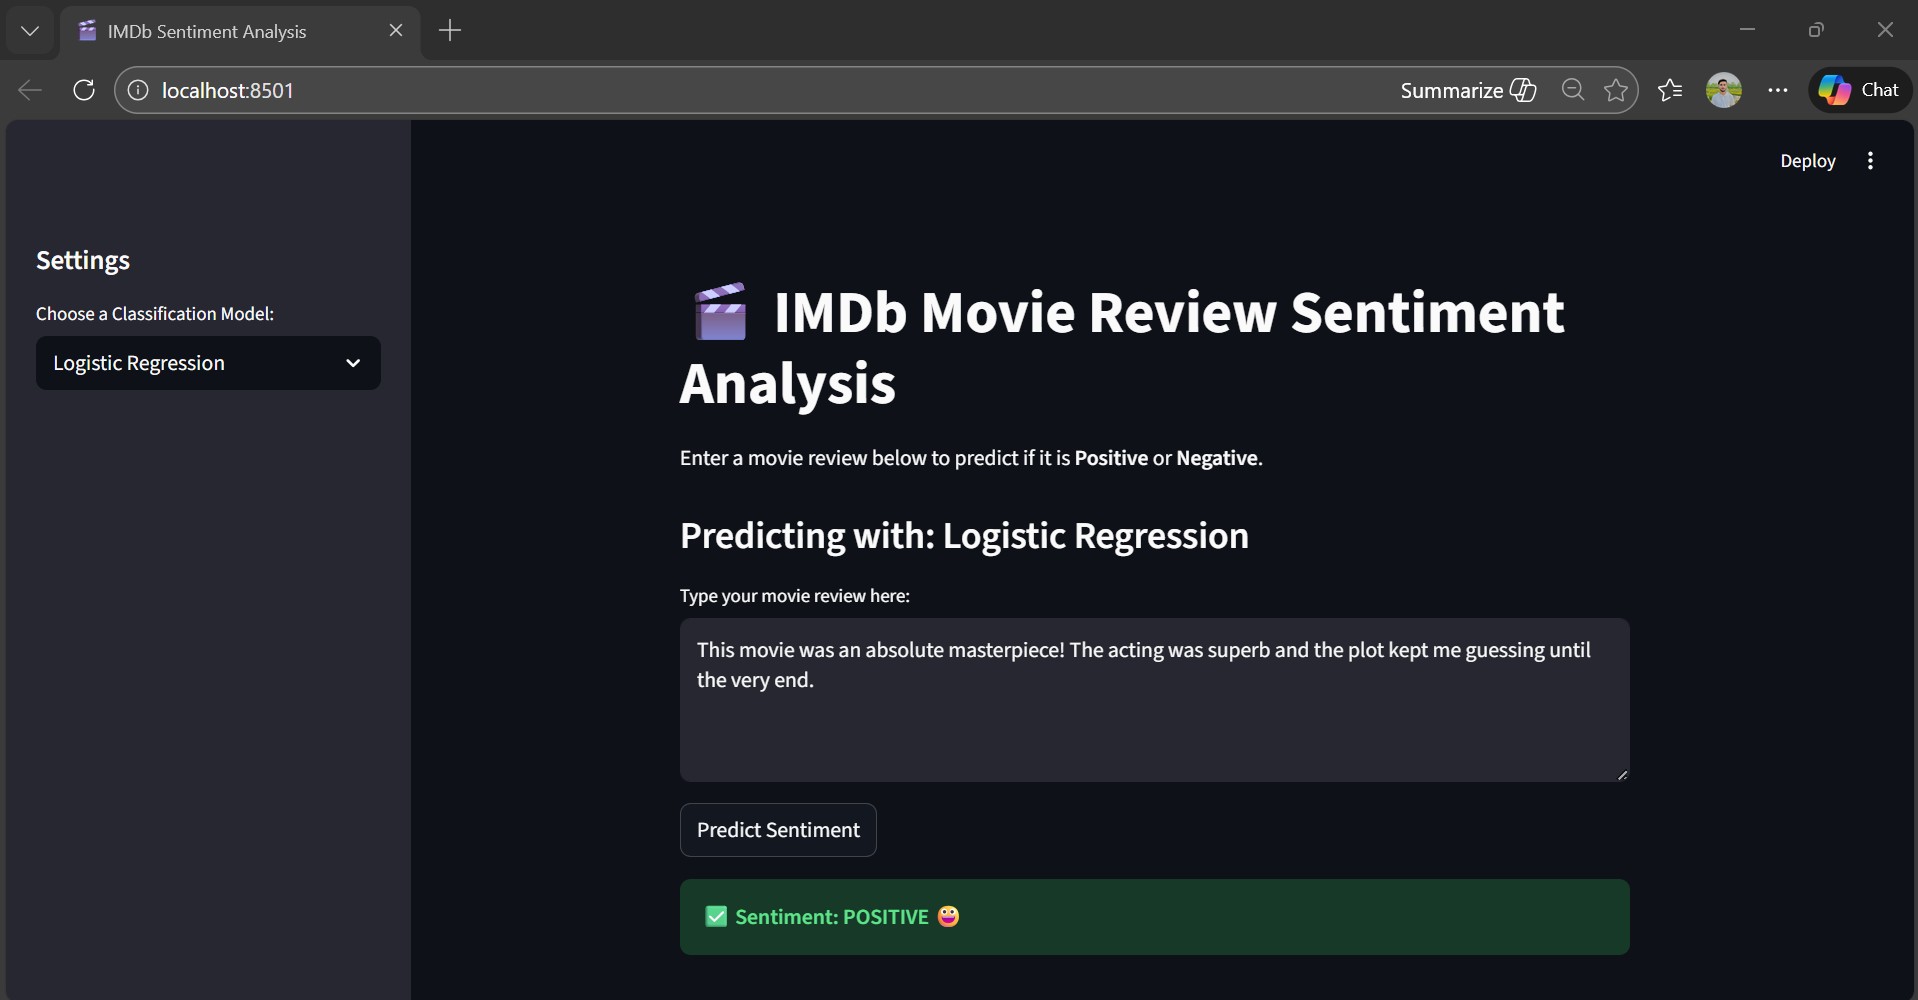 IMDb Sentiment Analysis
localhost:8501
Summarize
Chat
Deploy
Settings
Choose a Classification Model:
Logistic Regression
🎬 IMDb Movie Review Sentiment
Analysis
Enter a movie review below to predict if it is Positive or Negative.
Predicting with: Logistic Regression
Type your movie review here:
This movie was an absolute masterpiece! The acting was superb and the plot kept me guessing until
the very end.
Predict Sentiment
✅ Sentiment: POSITIVE 😀